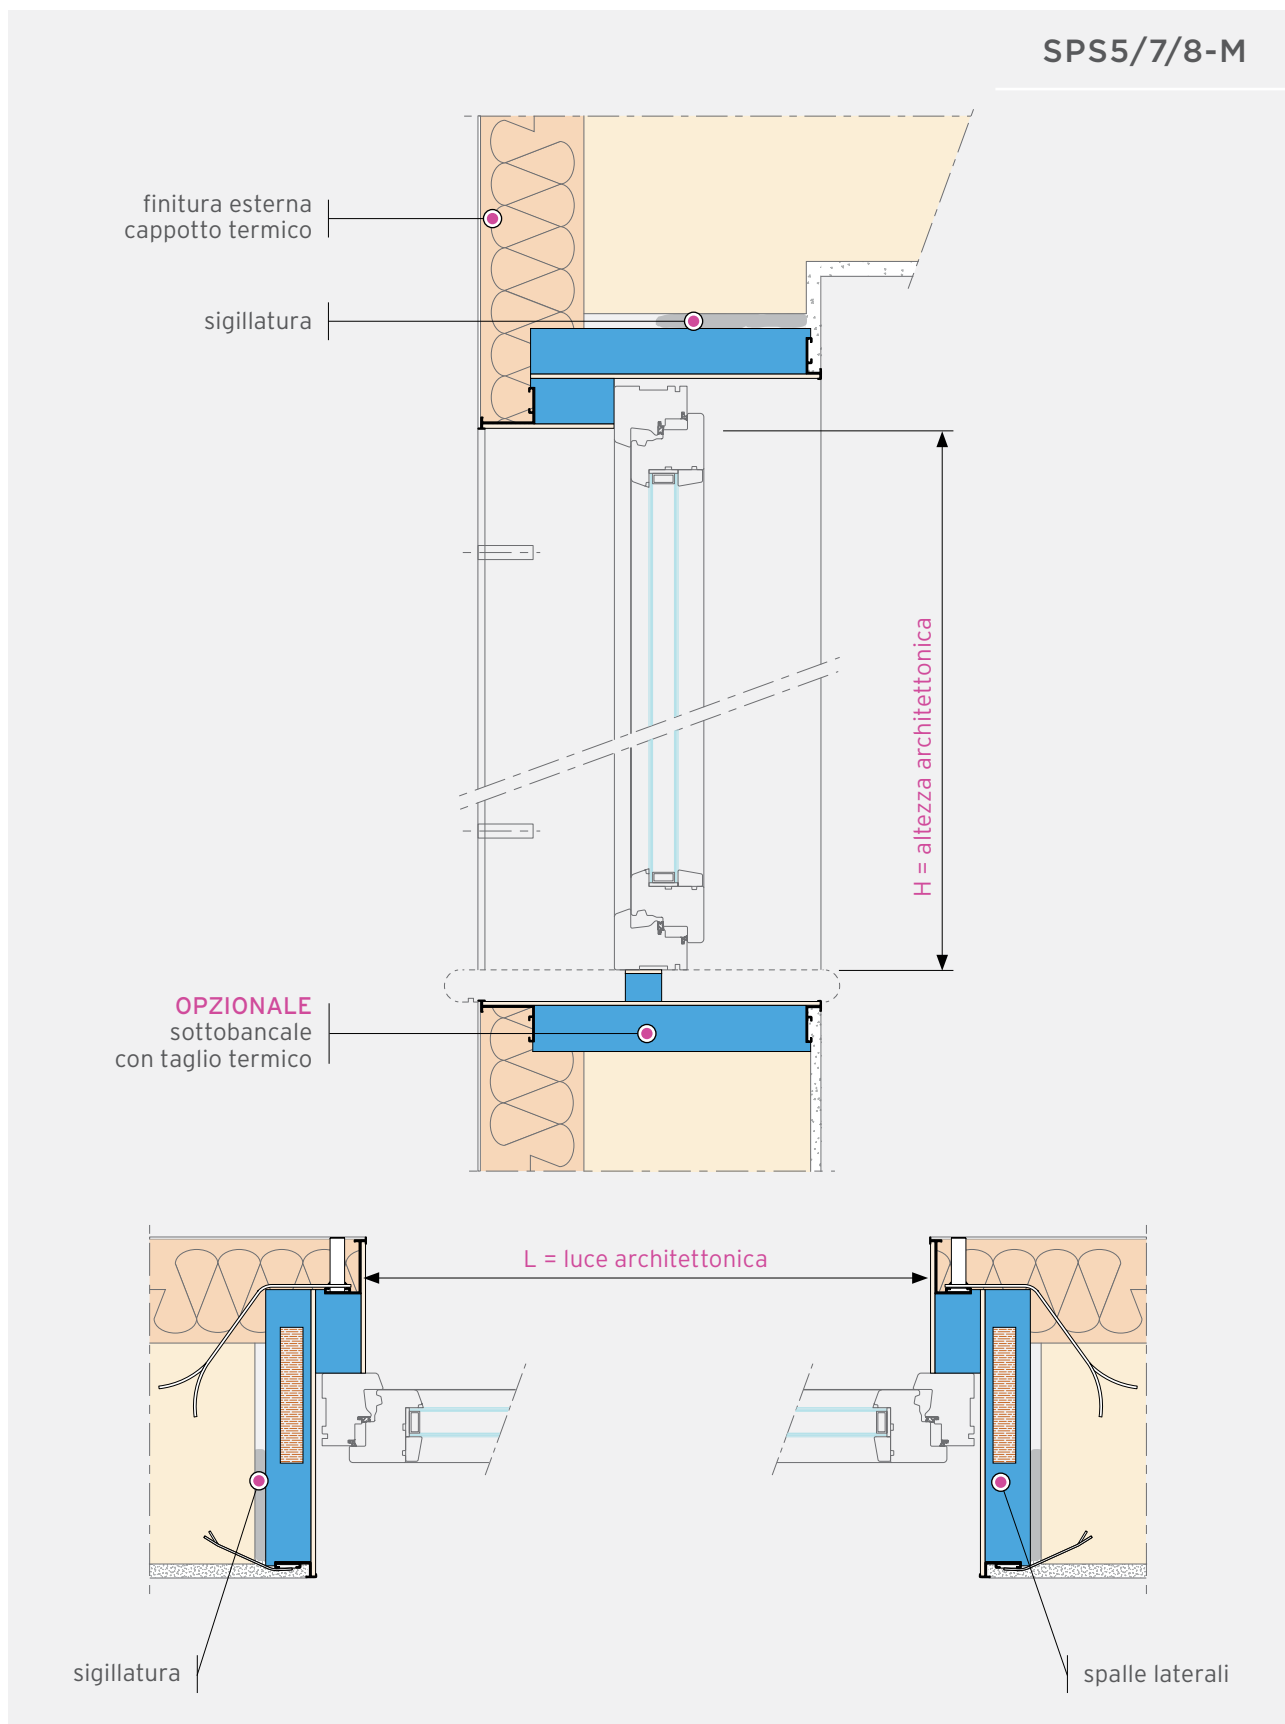 SPS5/7/8-M
finitura esterna
cappotto termico
sigillatura
H = altezza architettonica
OPZIONALE
sottobancale
con taglio termico
L = luce architettonica
sigillatura
spalle laterali